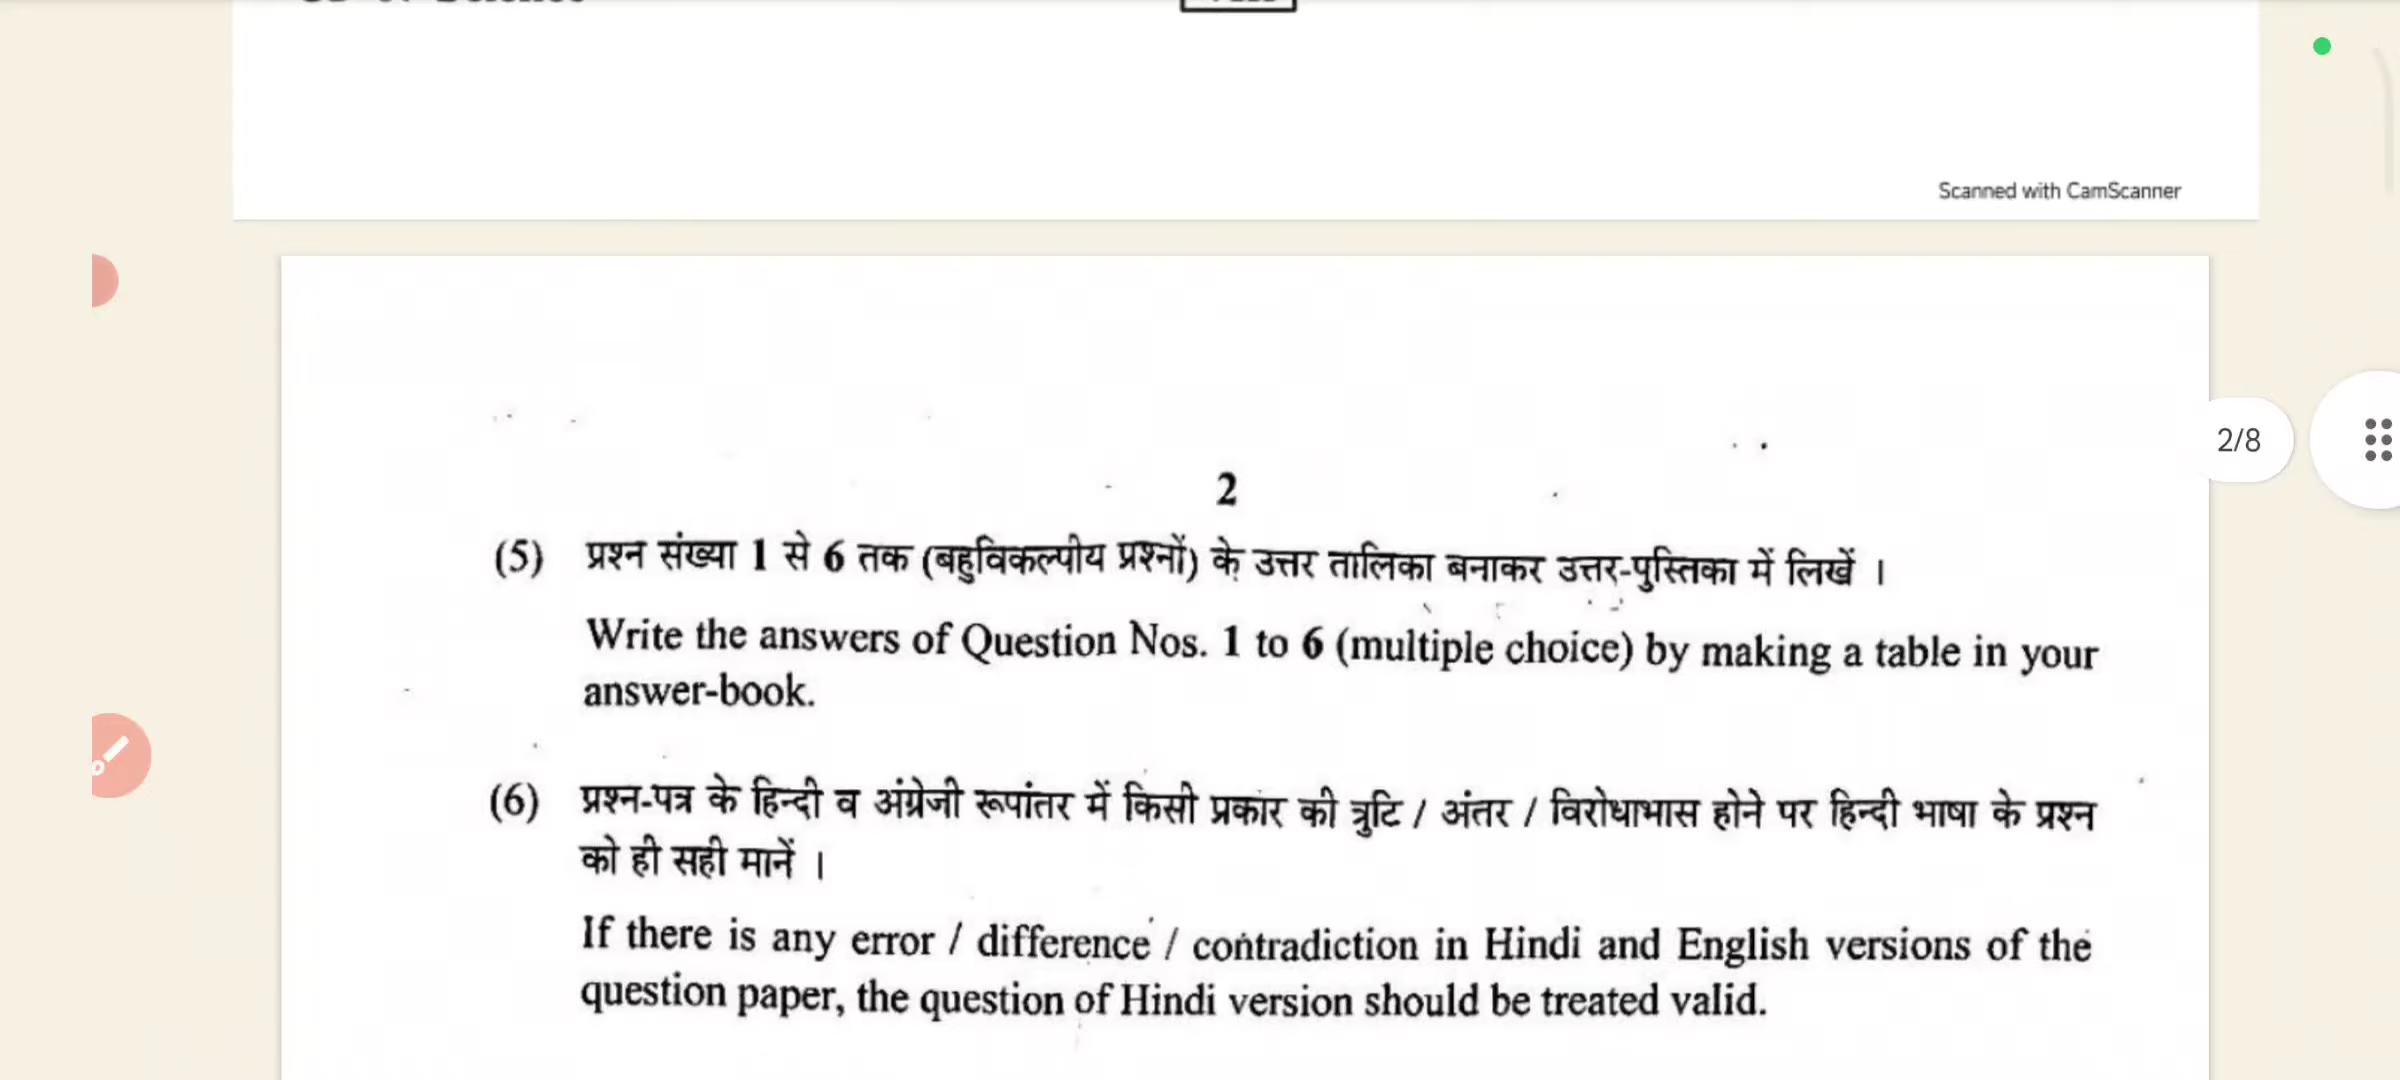 Scanned with CamScanner
2/8
2
(5) प्रश्न संख्या 1 से 6 तक (बहुविकल्पीय प्रश्नों) के उत्तर तालिका बनाकर उत्तर-पुस्तिका में लिखें ।
Write the answers of Question Nos. 1 to 6 (multiple choice) by making a table in your
answer-book.
(6) प्रश्न-पत्र के हिन्दी व अंग्रेजी रूपांतर में किसी प्रकार की त्रुटि / अंतर / विरोधाभास होने पर हिन्दी भाषा के प्रश्न
को ही सही मानें ।
If there is any error / difference / contradiction in Hindi and English versions of the
question paper, the question of Hindi version should be treated valid.